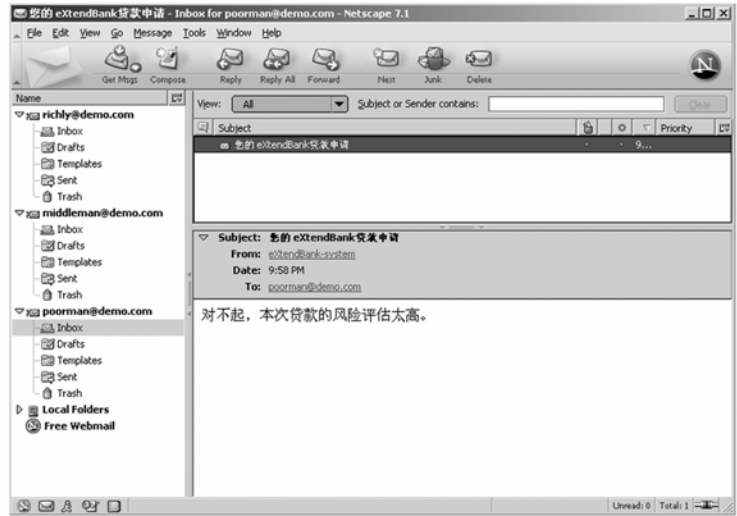 您的 eXtendBank贷款申请 - Inbox for poorman@demo.com - Netscape 7.1
File Edit View Go Message Tools Window Help
Get Msgs Compose Reply Reply All Forward Next Junk Delete
N
Name
View: All Subject or Sender contains: Clear
richly@demo.com
Inbox
Drafts
Templates
Sent
Trash
middleman@demo.com
Inbox
Drafts
Templates
Sent
Trash
poorman@demo.com
Inbox
Drafts
Templates
Sent
Trash
Local Folders
Free Webmail
Subject Priority
您的 eXtendBank贷款申请 9...
Subject: 您的 eXtendBank贷款申请
From: eXtendBank-system
Date: 9:58 PM
To: poorman@demo.com
对不起，本次贷款的风险评估太高。
Unread: 0 Total: 1